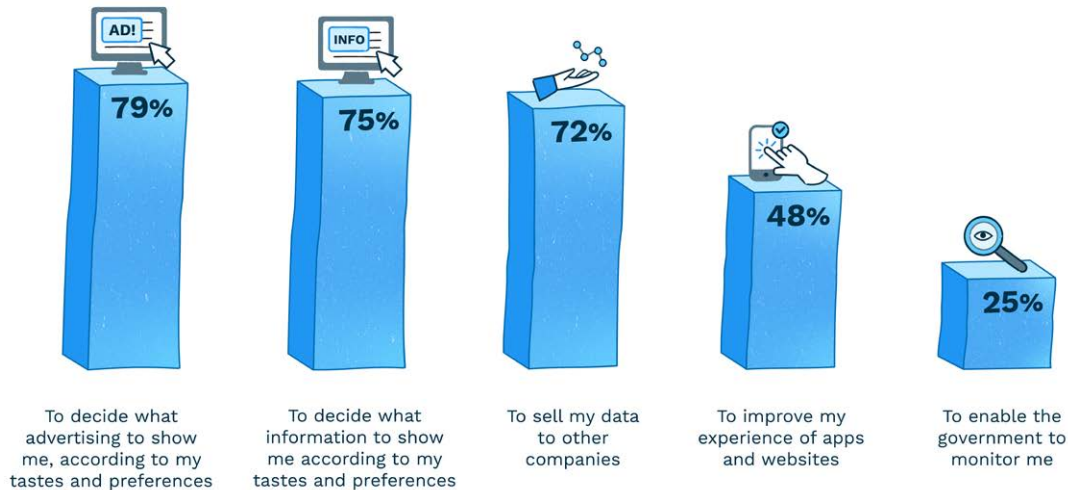 AD!
79%
INFO
75%
72%
48%
25%
To decide what
advertising to show
me, according to my
tastes and preferences
To decide what
information to show
me according to my
tastes and preferences
To sell my data
to other
companies
To improve my
experience of apps
and websites
To enable the
government to
monitor me